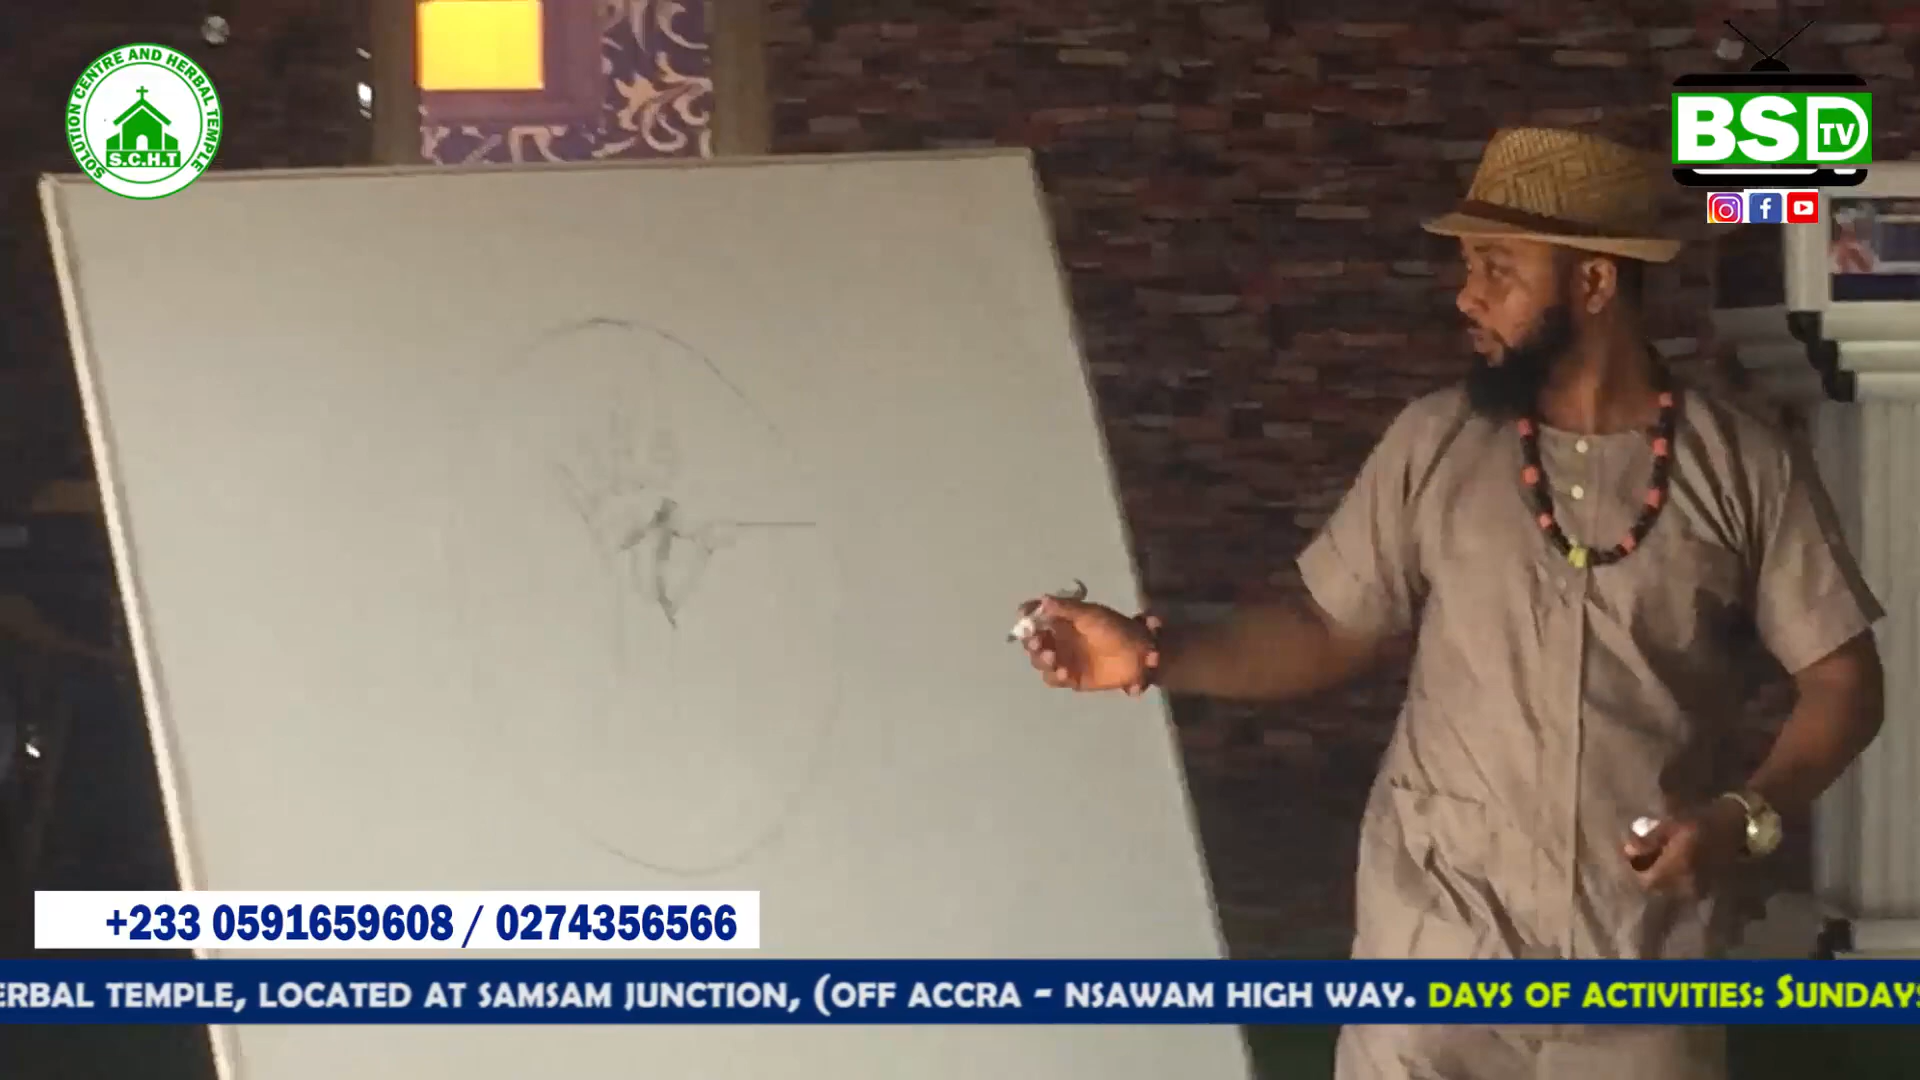 SOLUTION CENTRE AND HERBAL TEMPLE
S.C.H.T
BSD TV
+233 0591659608 / 0274356566
ERBAL TEMPLE, LOCATED AT SAMSAM JUNCTION, (OFF ACCRA - NSAWAM HIGH WAY. DAYS OF ACTIVITIES: SUNDAYS